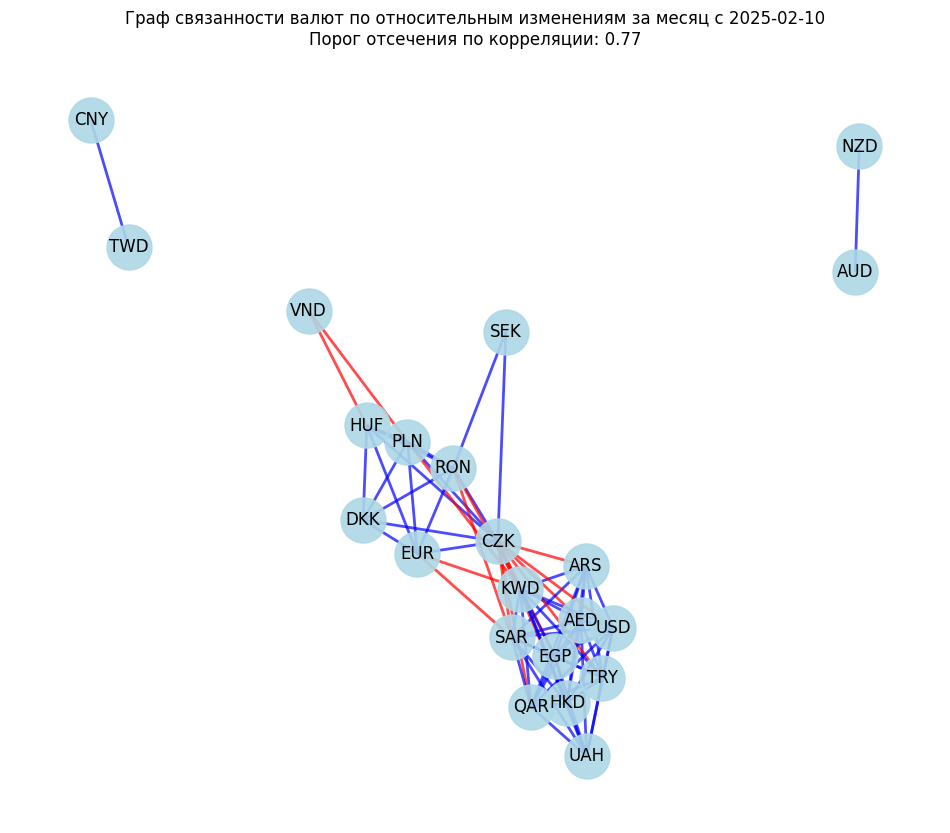 Граф связанности валют по относительным изменениям за месяц с 2025-02-10
Порог отсечения по корреляции: 0.77
CNY
NZD
TWD
AUD
VND
SEK
HUF
PLN
RON
DKK
EUR
CZK
ARS
KWD
AED
USD
SAR
EGP
TRY
QAR
HKD
UAH